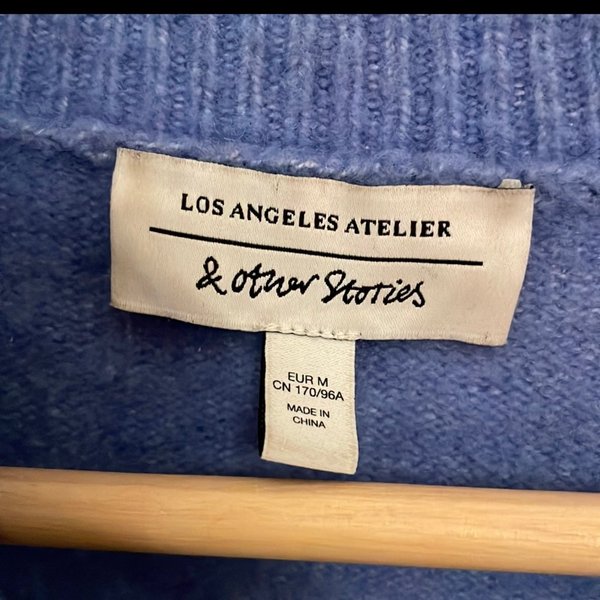 LOS ANGELES ATELIER
& other Stories
EUR M
CN 170/96A
MADE IN
CHINA